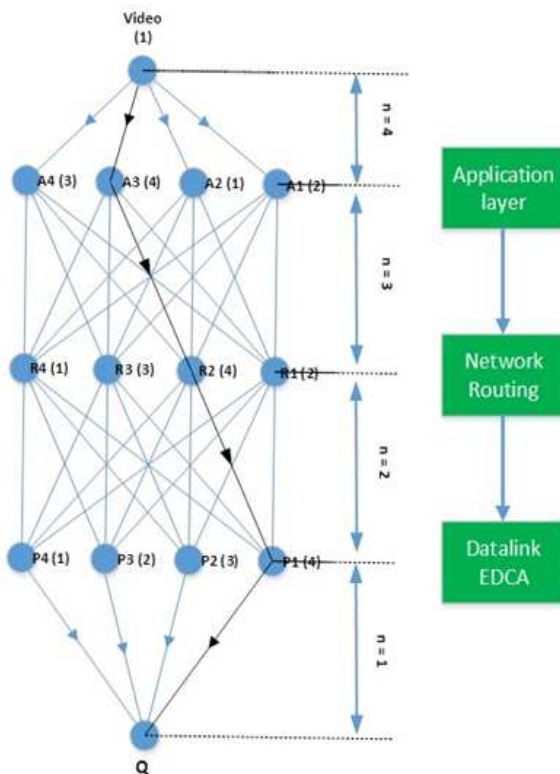 Video
(1)
n = 4
A4 (3)
A3 (4)
A2 (1)
A1 (2)
Application
layer
n = 3
R4 (1)
R3 (3)
R2 (4)
R1 (2)
Network
Routing
n = 2
P4 (1)
P3 (2)
P2 (3)
P1 (4)
Datalink
EDCA
n = 1
Q